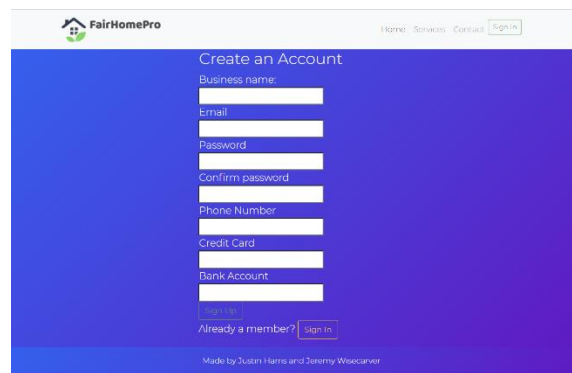 FairHomePro
Home Services Contact Sign In
Create an Account
Business name:
Email
Password
Confirm password
Phone Number
Credit Card
Bank Account
Sign Up
Already a member? Sign In
Made by Justin Harris and Jeremy Wisecarver